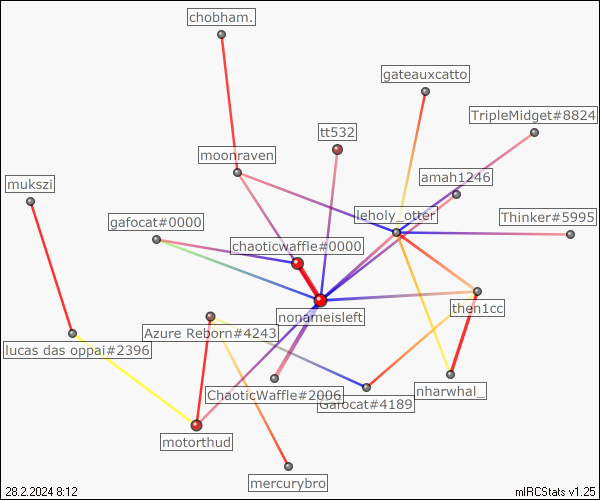 chobham.
gateauxcatto
TripleMidget#8824
tt532
moonraven
amah1246
mukszi
leholy_otter
Thinker#5995
gafocat#0000
chaoticwaffle#0000
then1cc
nonameisleft
Azure Reborn#4243
lucas das oppai#2396
nharwhal_
ChaoticWaffle#2006
Gafocat#4189
motorthud
mercurybro
28.2.2024 8:12
mIRCStats v1.25